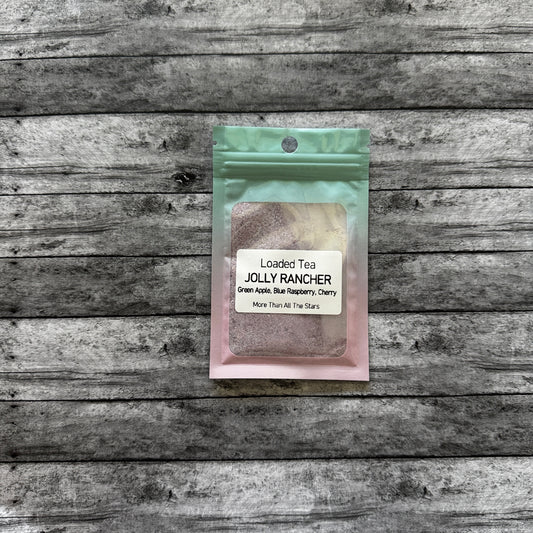 Loaded Tea
JOLLY RANCHER
Green Apple, Blue Raspberry, Cherry
More Than All The Stars